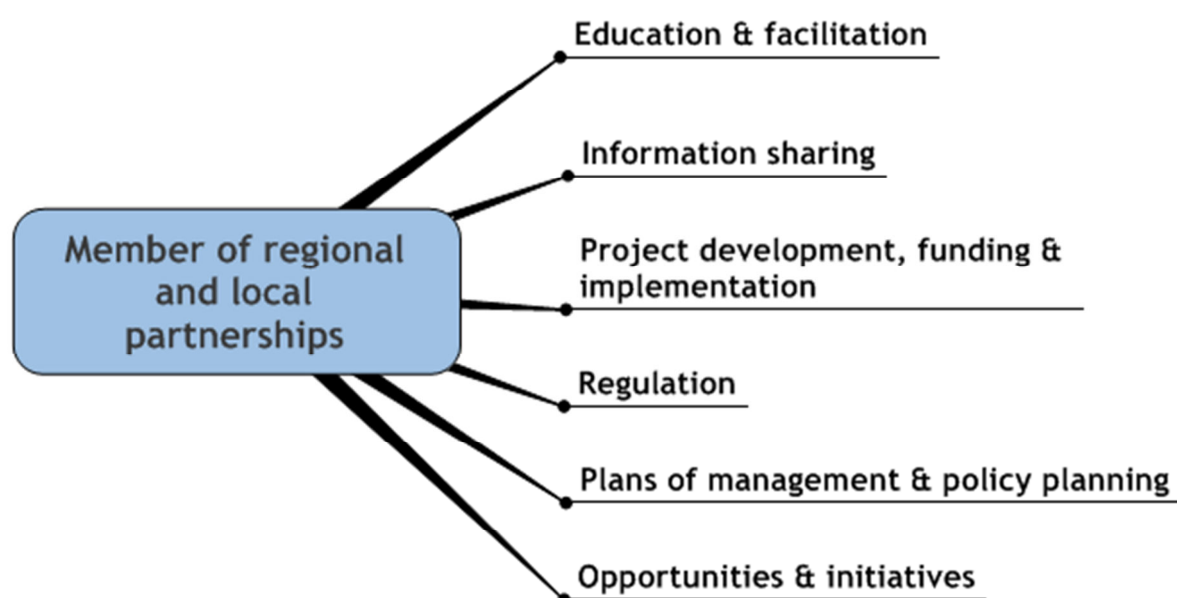 Education & facilitation
Information sharing
Member of regional
and local
partnerships
Project development, funding &
implementation
Regulation
Plans of management & policy planning
Opportunities & initiatives